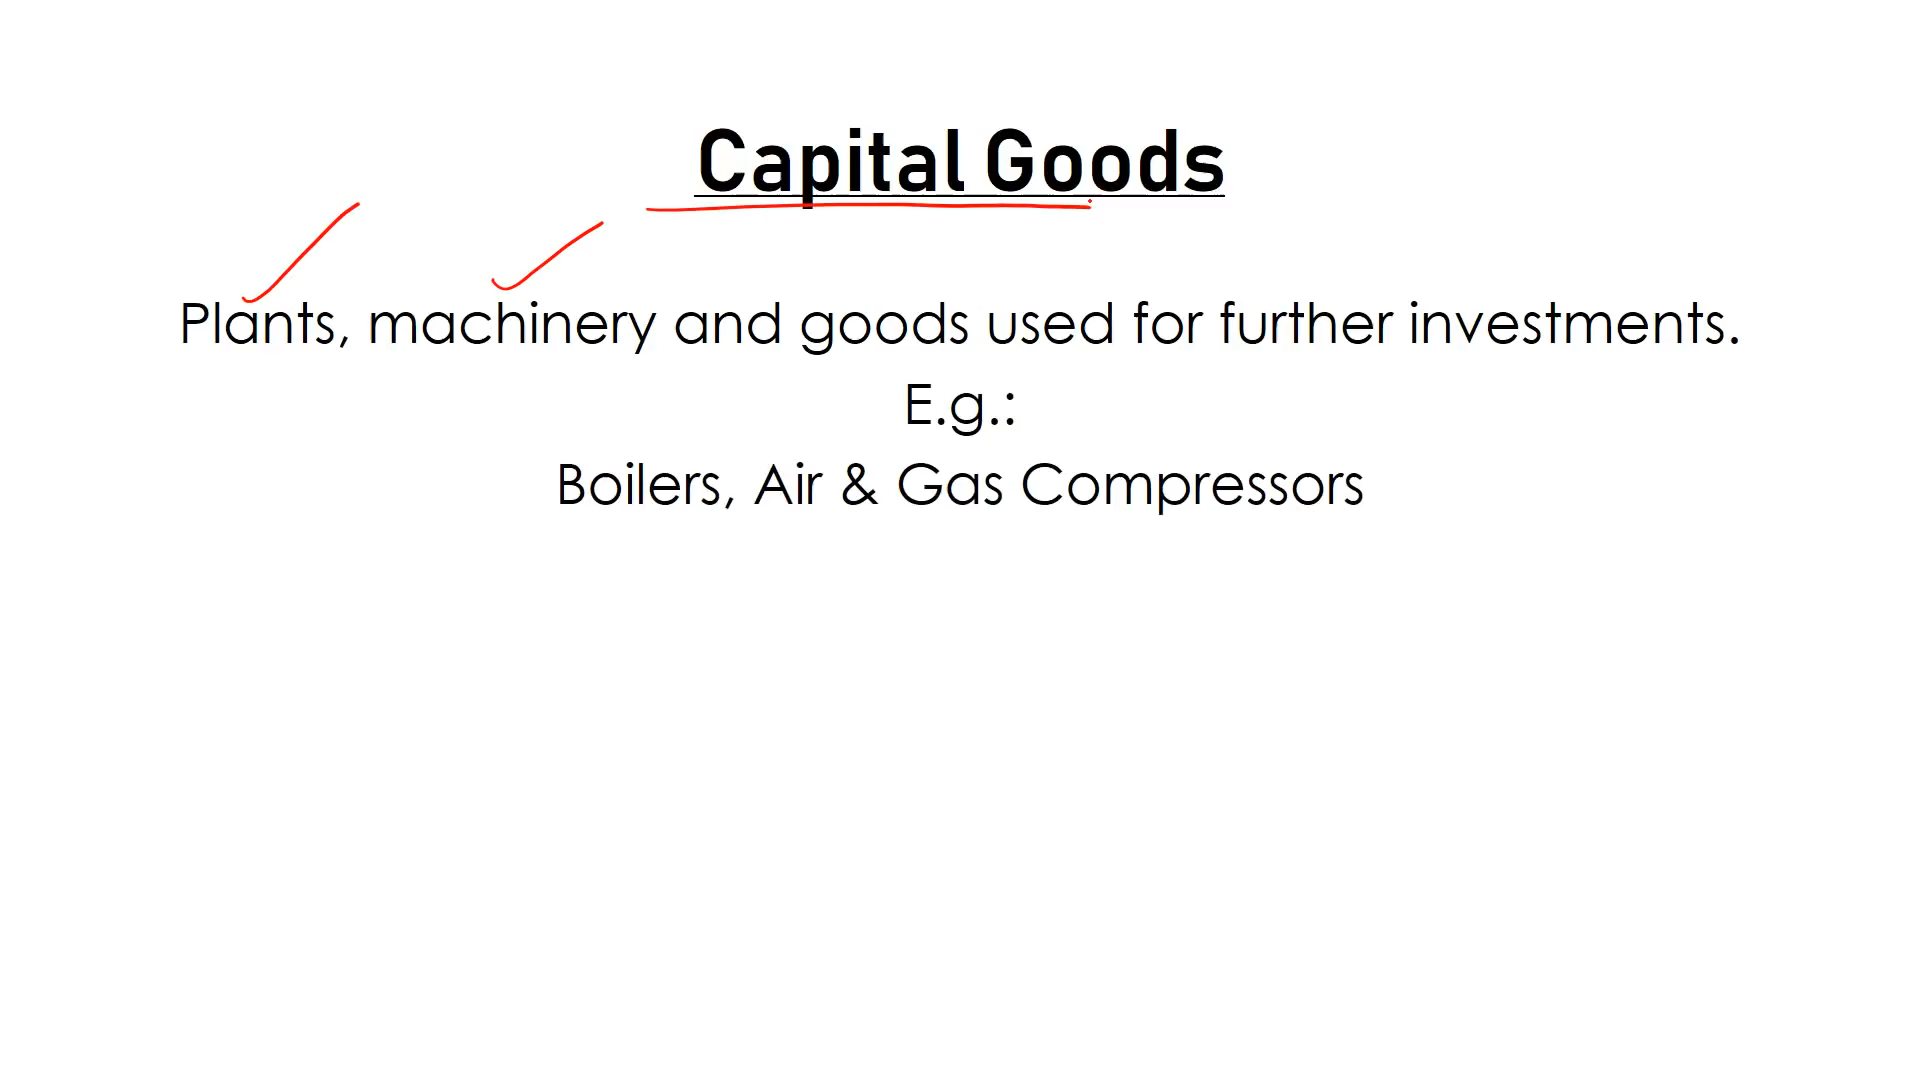 Capital Goods
Plants, machinery and goods used for further investments.
E.g.:
Boilers, Air & Gas Compressors